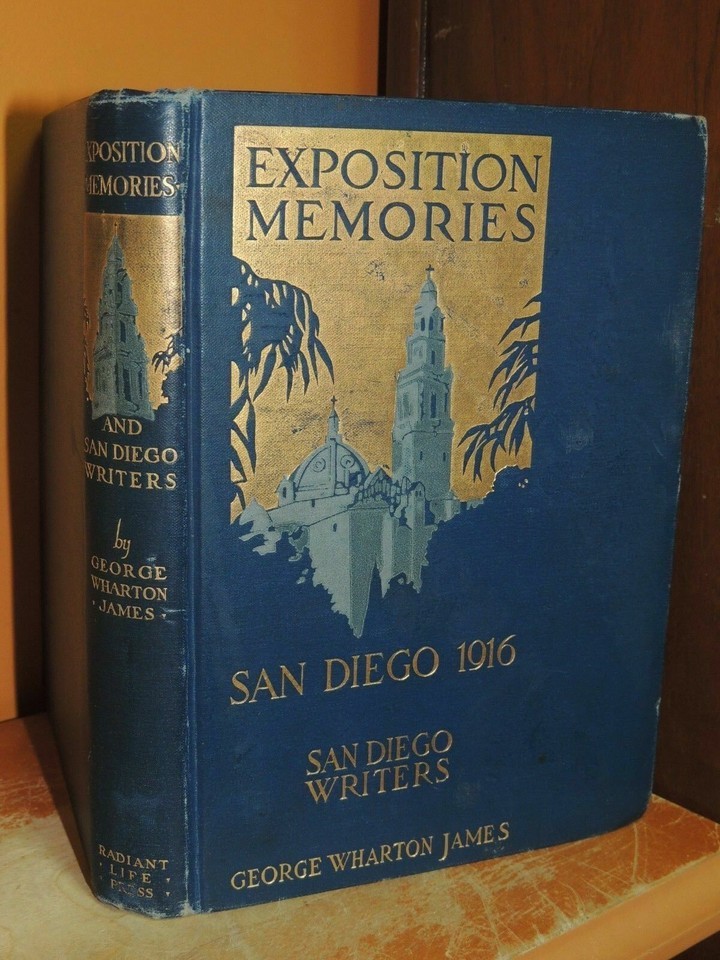 EXPOSITION
MEMORIES
AND
SAN DIEGO
WRITERS
by
GEORGE
WHARTON
· JAMES ·
RADIANT
· LIFE ·
PRESS
EXPOSITION
MEMORIES
SAN DIEGO 1916
SAN DIEGO
WRITERS
GEORGE WHARTON JAMES